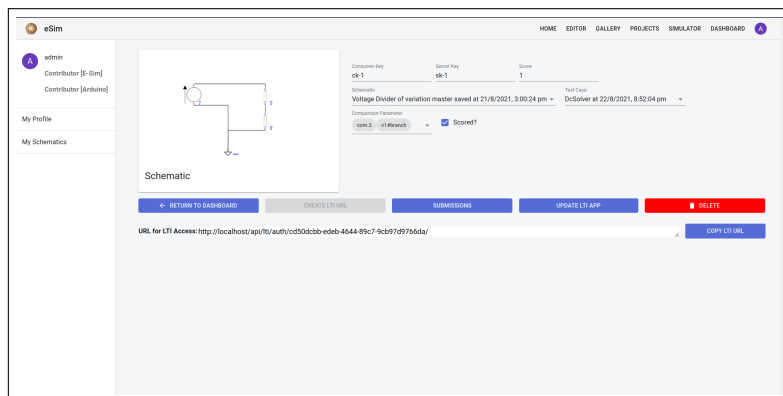 eSim
HOME EDITOR GALLERY PROJECTS SIMULATOR DASHBOARD A
A admin
Contributor [E-Sim]
Contributor [Arduino]
My Profile
My Schematics
Schematic
Consumer Key Secret Key Score
ck-1 sk-1 1
Schematic Test Case
Voltage Divider of variation master saved at 21/8/2021, 3:00:24 pm DcSolver at 22/8/2021, 8:52:04 pm
Comparison Parameter
com.2 v1#branch Scored?
RETURN TO DASHBOARD CREATE LTI URL SUBMISSIONS UPDATE LTI APP DELETE
URL for LTI Access: http://localhost/api/lti/auth/cd50dcbb-edeb-4644-89c7-9cb97d9766da/ COPY LTI URL